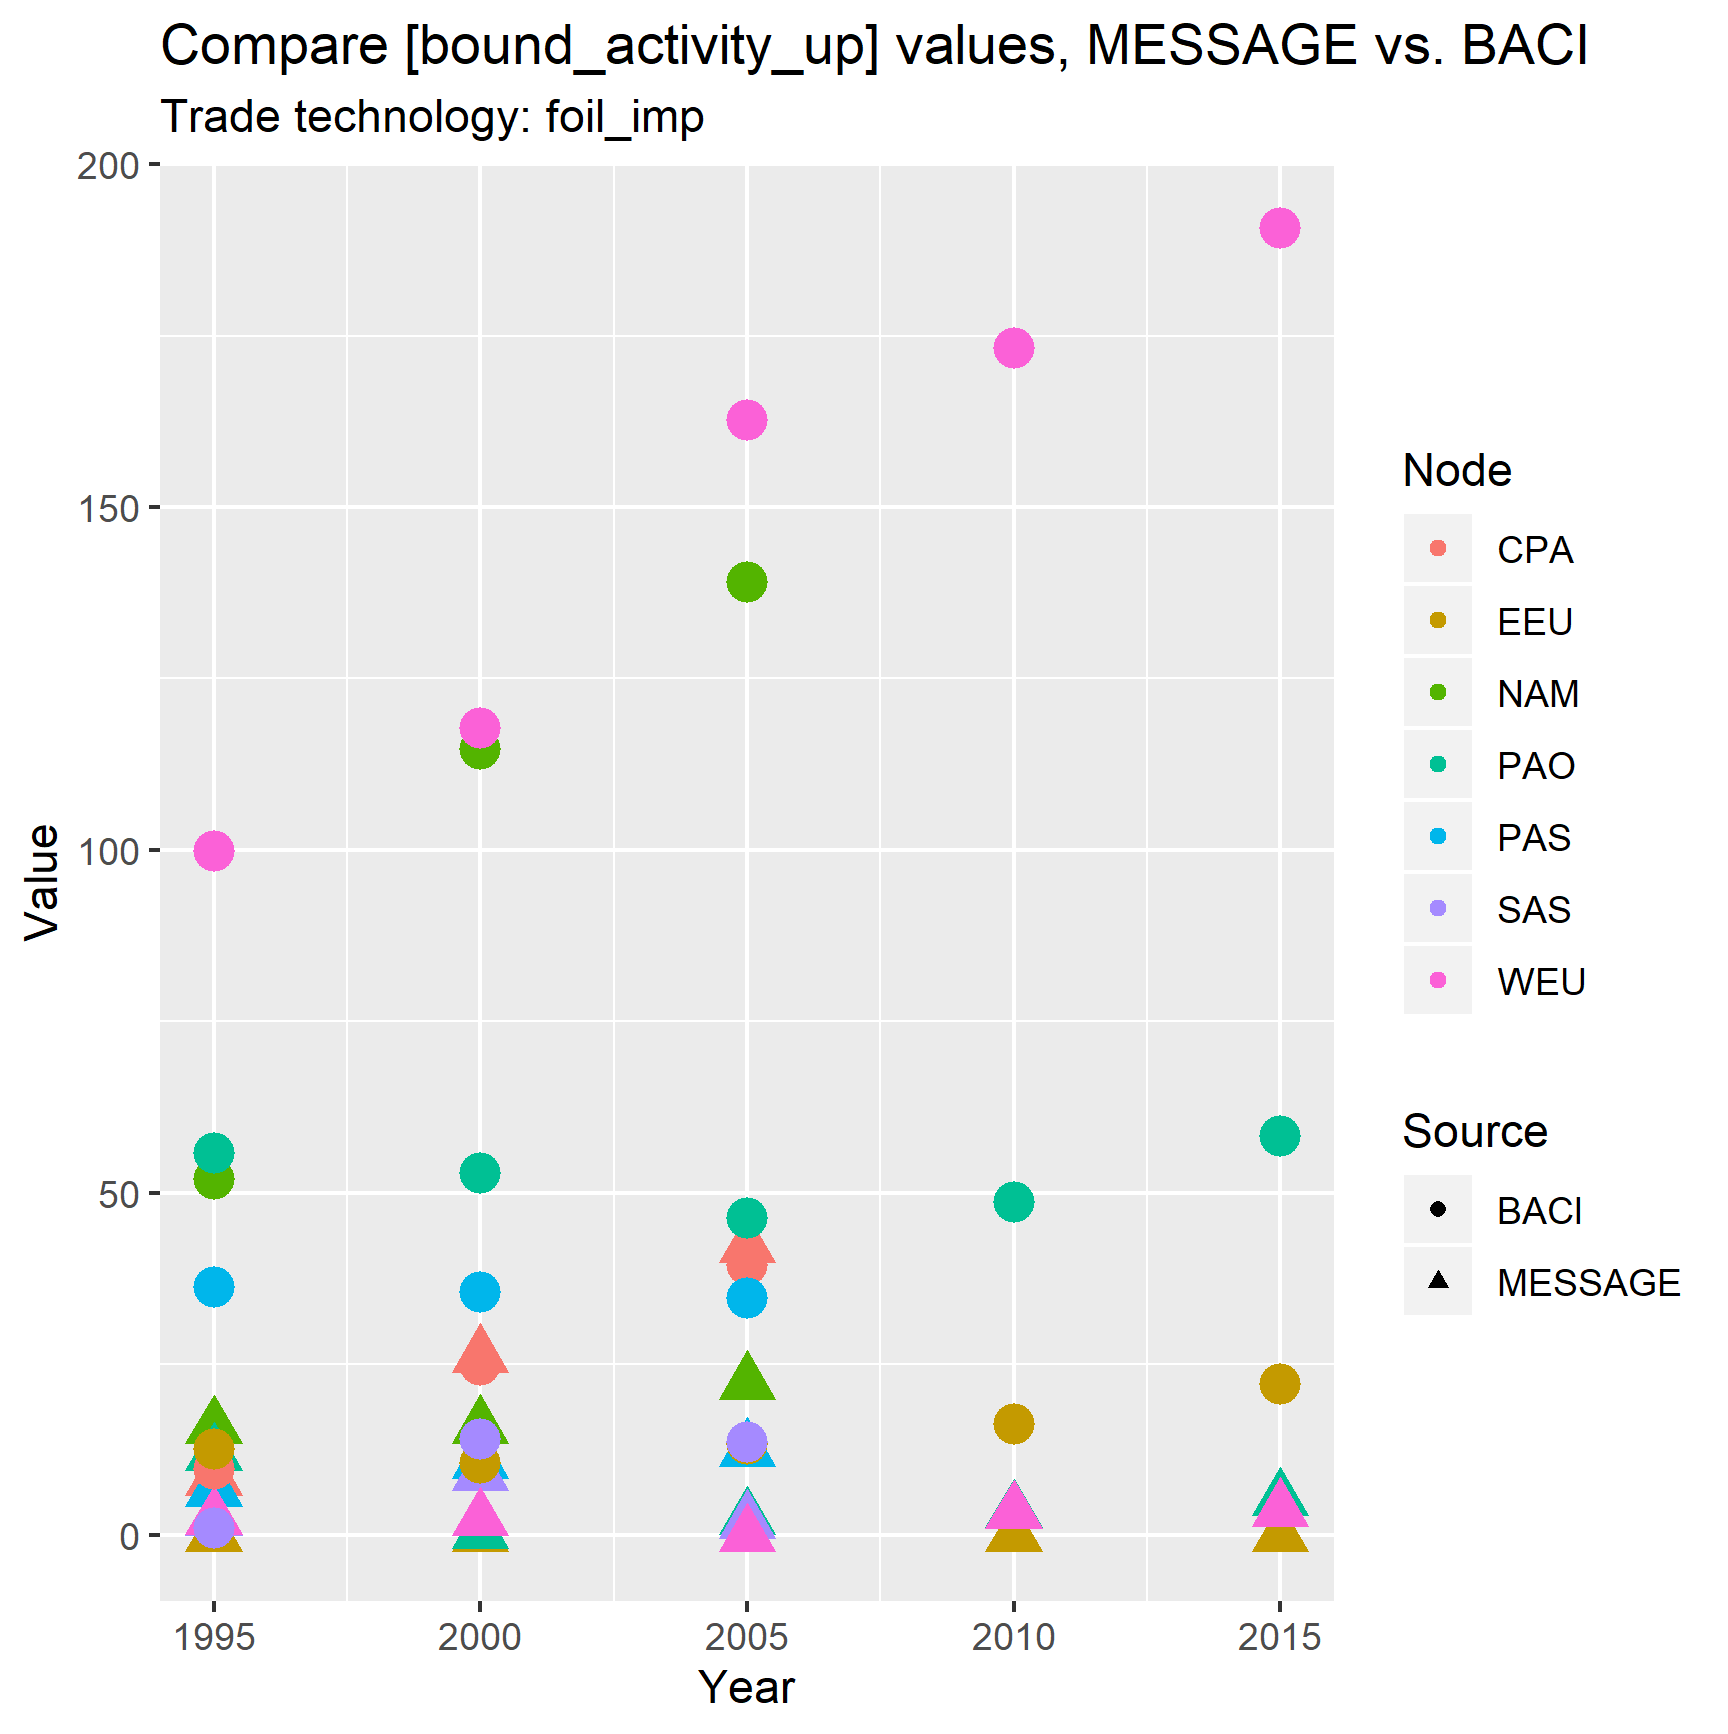 Compare [bound_activity_up] values, MESSAGE vs. BACI
Trade technology: foil_imp
200
150
100
50
0
Value
1995 2000 2005 2010 2015
Year
Node
CPA
EEU
NAM
PAO
PAS
SAS
WEU
Source
BACI
MESSAGE